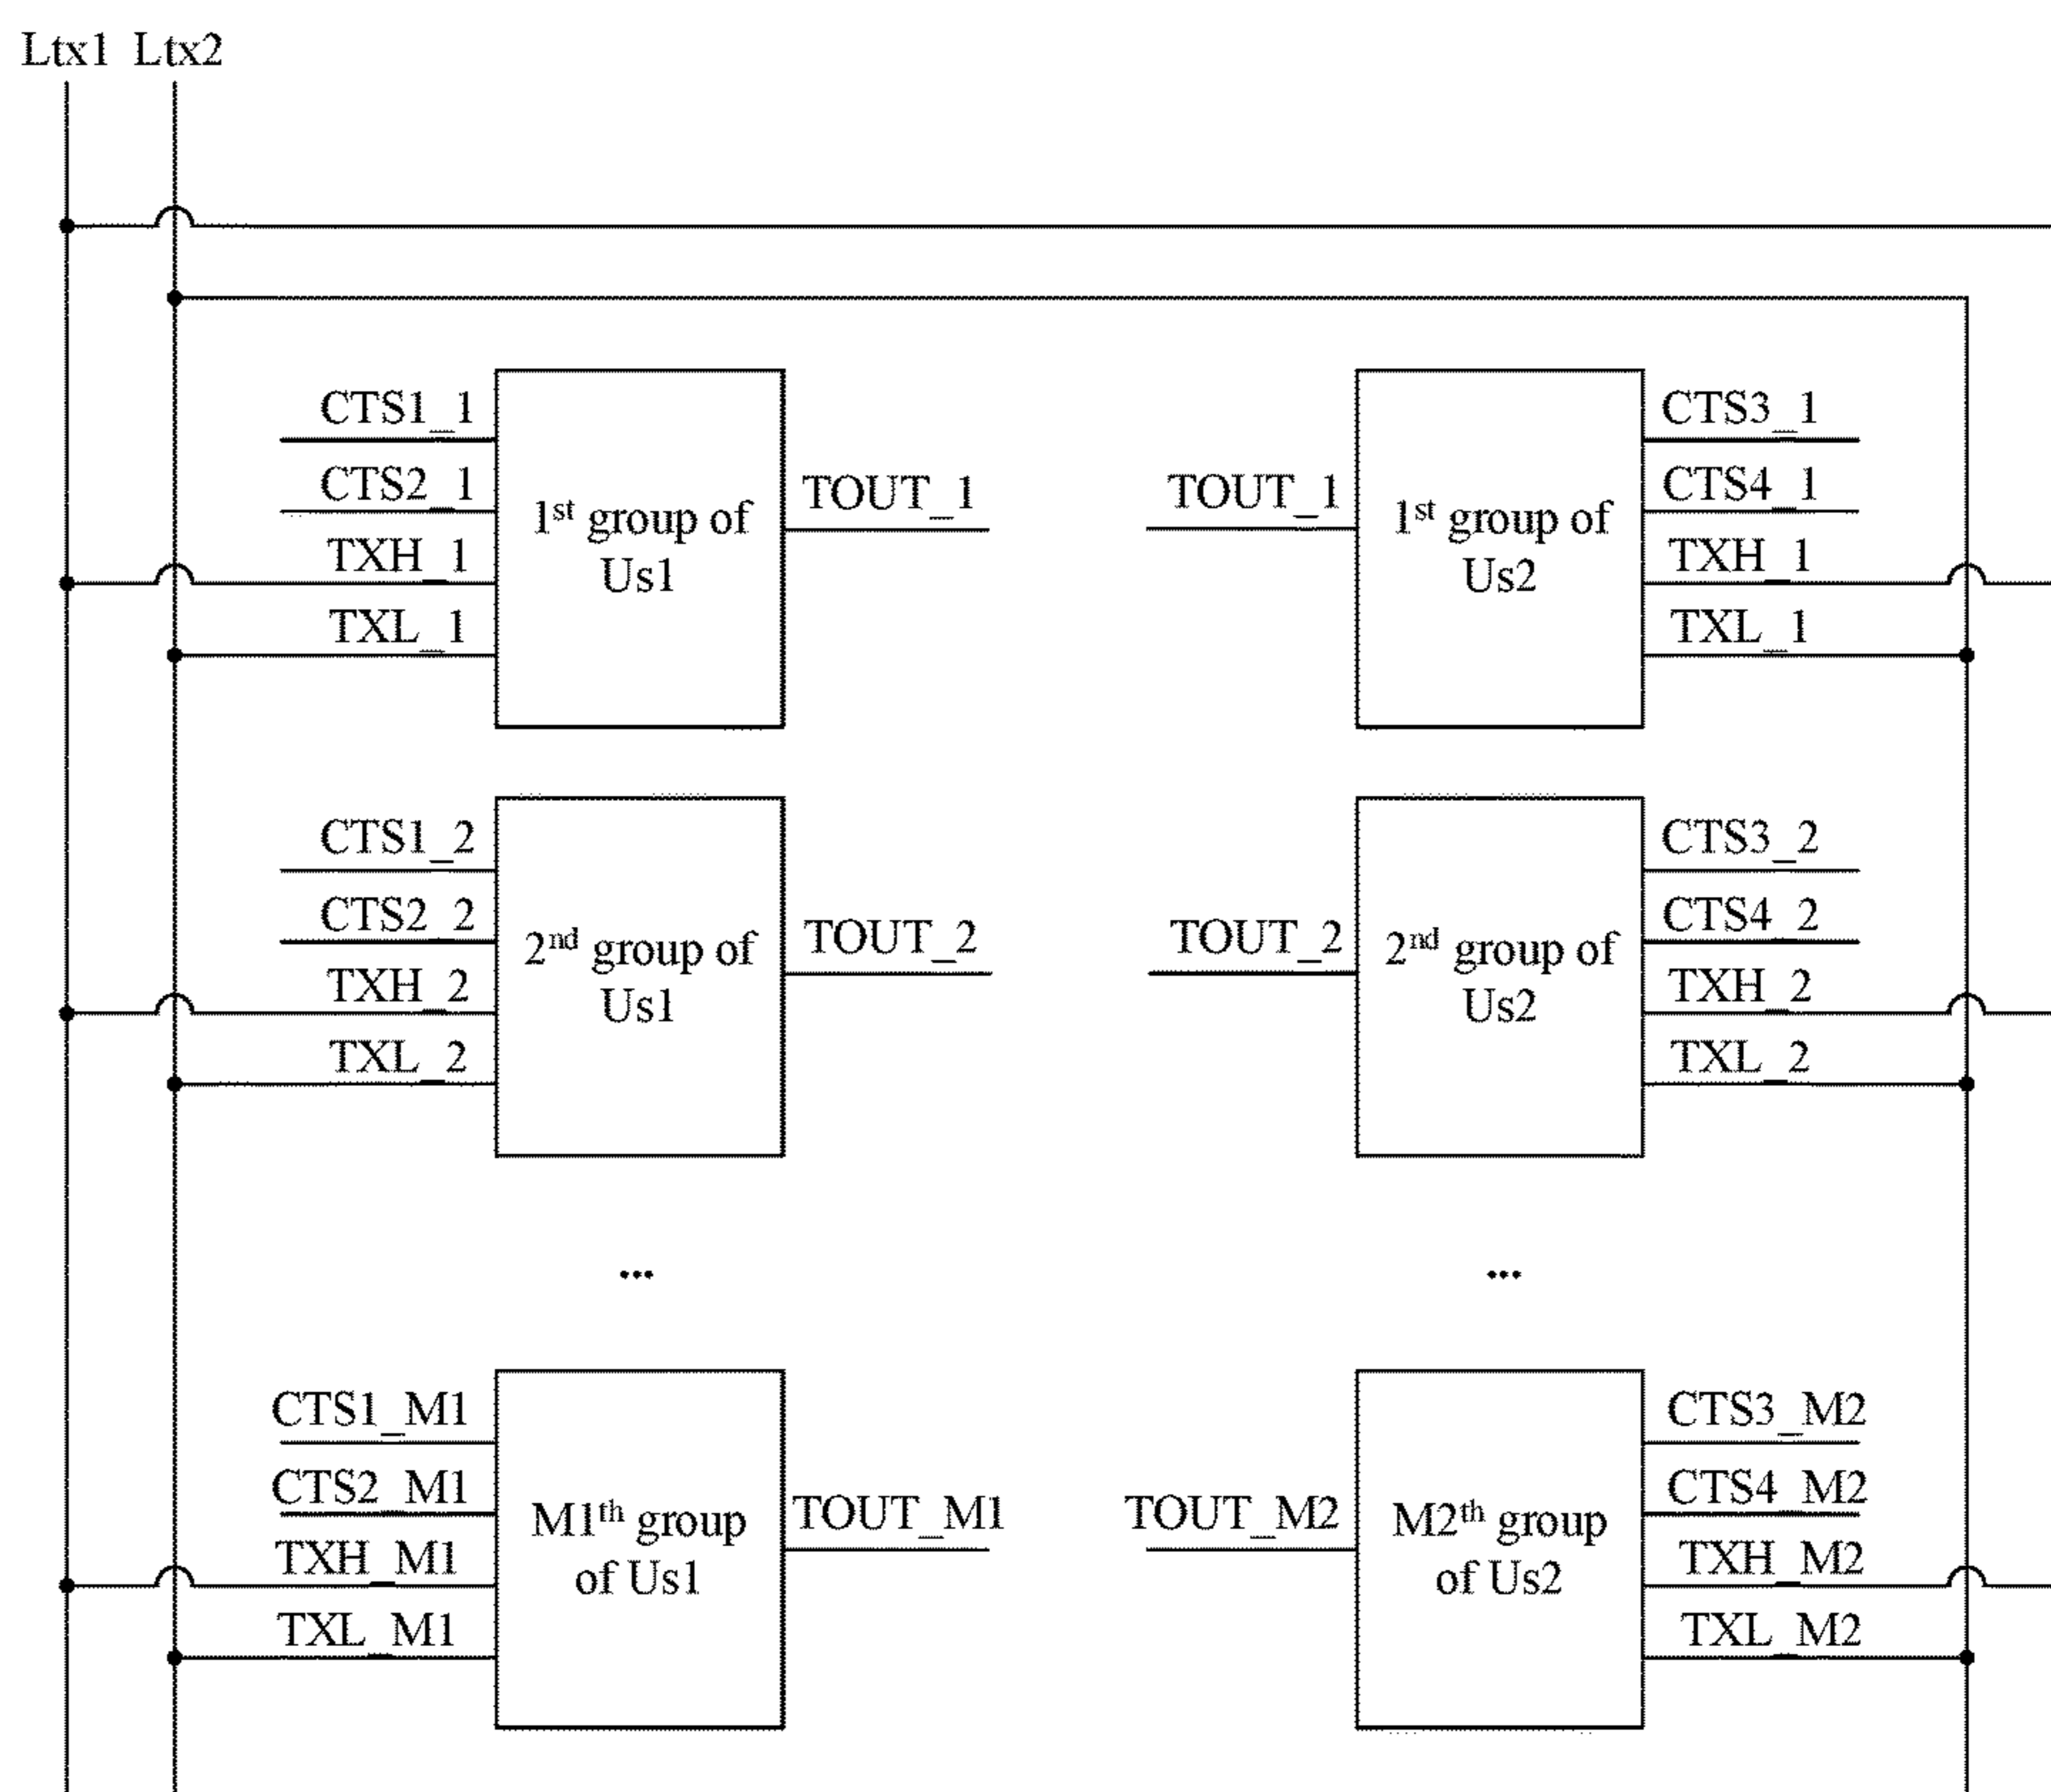 Ltx1 Ltx2
CTS1_1
CTS2_1
TXH_1
TXL_1
1st group of
Us1
TOUT_1
TOUT_1
1st group of
Us2
CTS3_1
CTS4_1
TXH_1
TXL_1
CTS1_2
CTS2_2
TXH_2
TXL_2
2nd group of
Us1
TOUT_2
TOUT_2
2nd group of
Us2
CTS3_2
CTS4_2
TXH_2
TXL_2
...
...
CTS1_M1
CTS2_M1
TXH_M1
TXL_M1
M1th group
of Us1
TOUT_M1
TOUT_M2
M2th group
of Us2
CTS3_M2
CTS4_M2
TXH_M2
TXL_M2